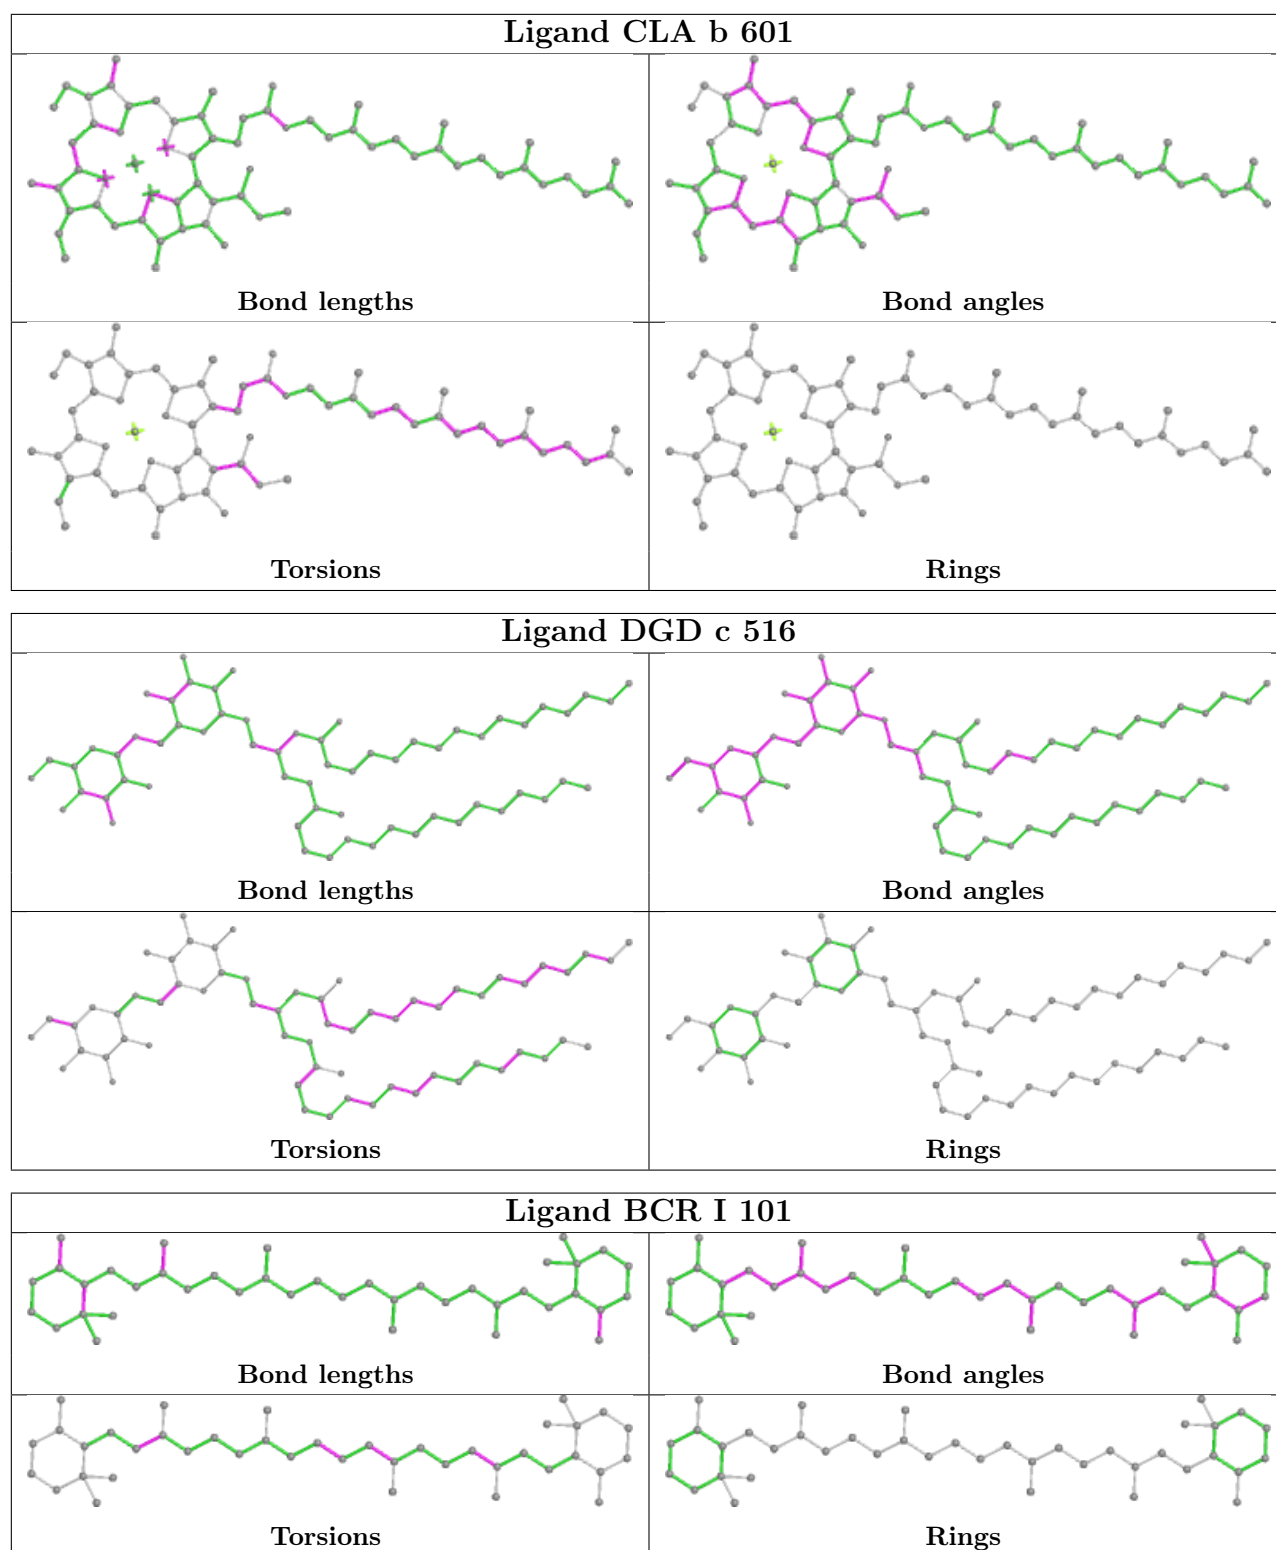 Ligand CLA b 601
Bond lengths
Bond angles
Torsions
Rings
Ligand DGD c 516
Bond lengths
Bond angles
Torsions
Rings
Ligand BCR I 101
Bond lengths
Bond angles
Torsions
Rings